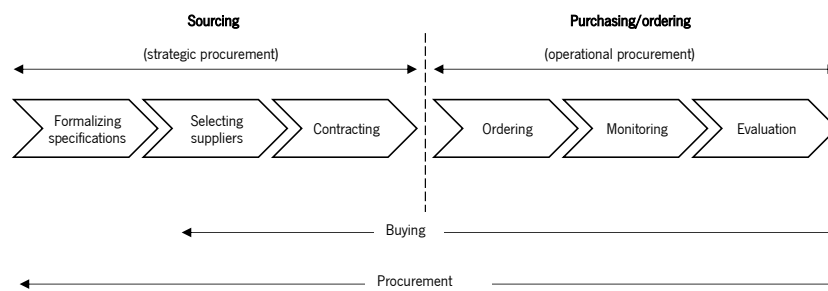 Sourcing
Purchasing/ordering
(strategic procurement)
(operational procurement)
Formalizing
specifications
Selecting
suppliers
Contracting
Ordering
Monitoring
Evaluation
Buying
Procurement